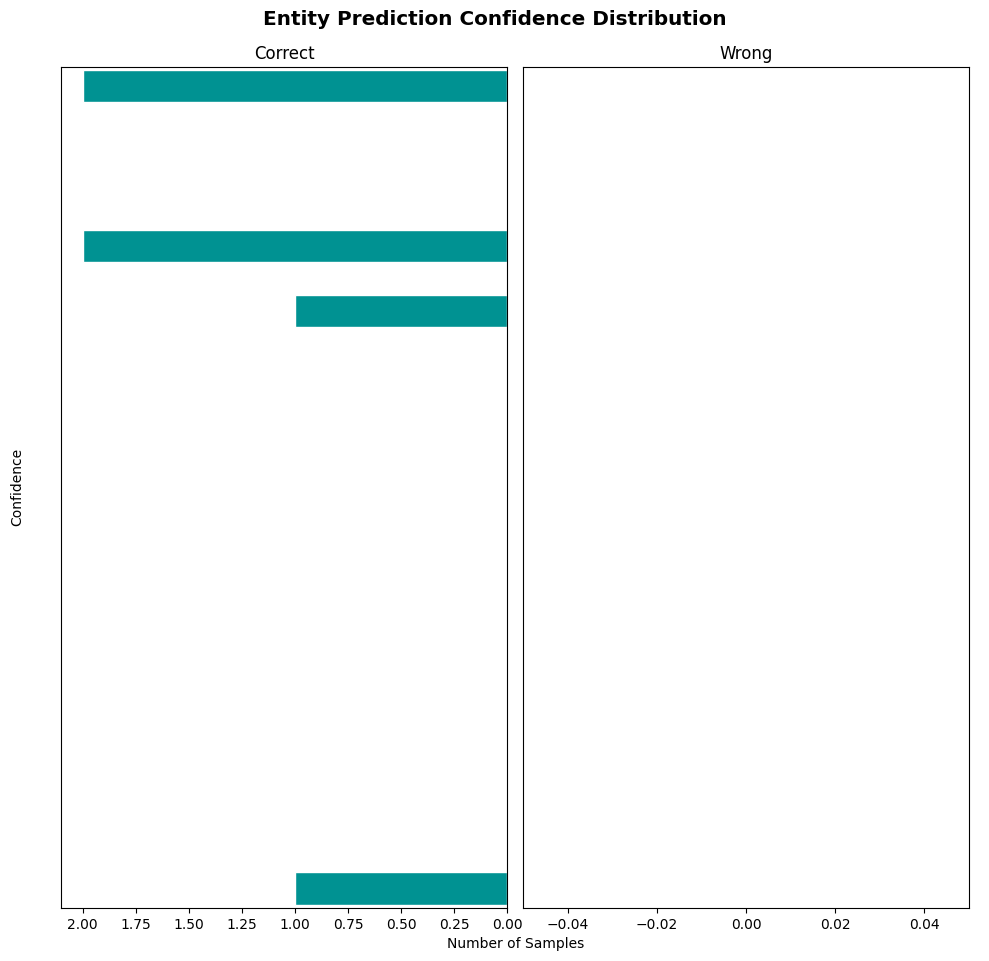 Entity Prediction Confidence Distribution
Correct
Wrong
Confidence
2.00 1.75 1.50 1.25 1.00 0.75 0.50 0.25 0.00
−0.04 −0.02 0.00 0.02 0.04
Number of Samples